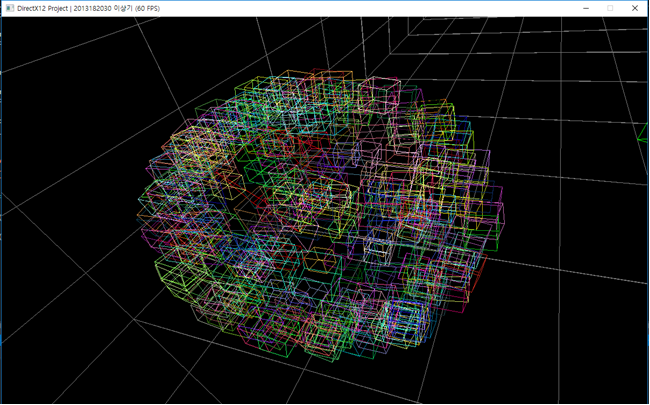 DirectX12 Project | 2013182030 이상기 (60 FPS)